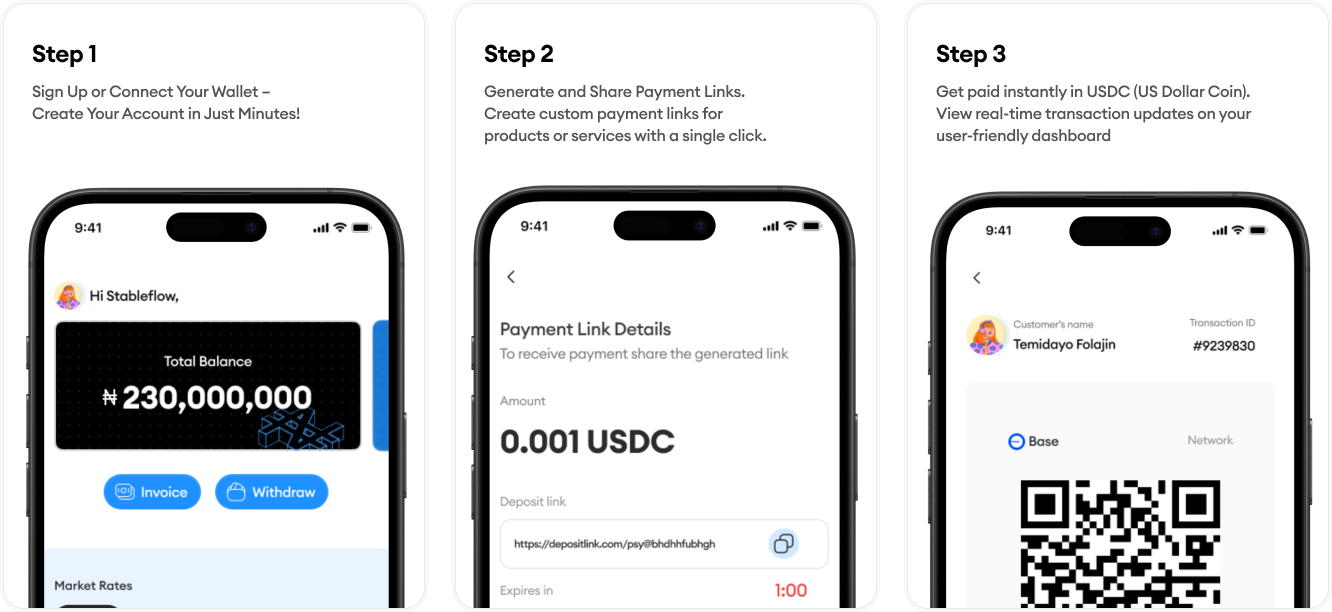 Step 1
Sign Up or Connect Your Wallet –
Create Your Account in Just Minutes!
9:41
Hi Stableflow,
Total Balance
₦ 230,000,000
Invoice
Withdraw
Market Rates
Step 2
Generate and Share Payment Links.
Create custom payment links for
products or services with a single click.
9:41
Payment Link Details
To receive payment share the generated link
Amount
0.001 USDC
Deposit link
https://depositlink.com/psy@bhdhhfubhgh
Expires in 1:00
Step 3
Get paid instantly in USDC (US Dollar Coin).
View real-time transaction updates on your
user-friendly dashboard
9:41
Customer's name Transaction ID
Temidayo Folajin #9239830
Base Network